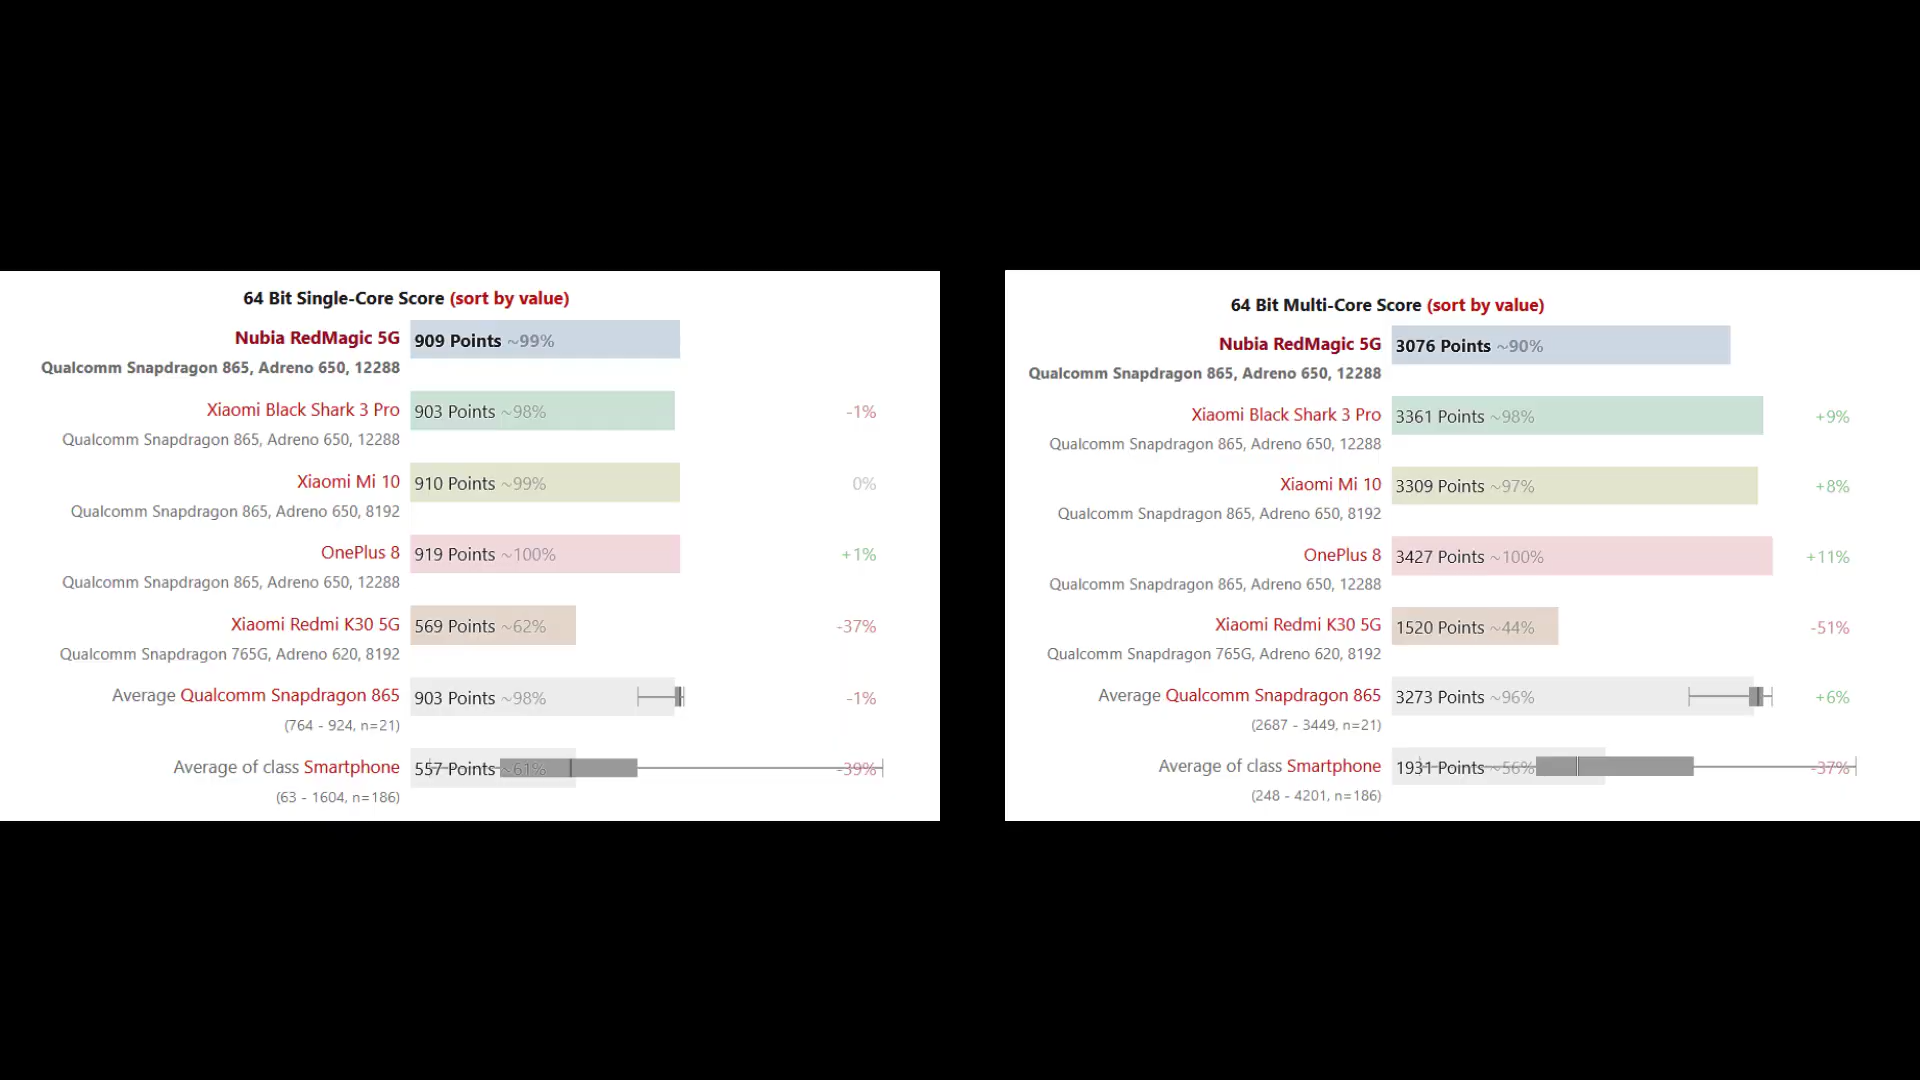 64 Bit Single-Core Score (sort by value)
Nubia RedMagic 5G 909 Points ~99%
Qualcomm Snapdragon 865, Adreno 650, 12288
Xiaomi Black Shark 3 Pro 903 Points ~98% -1%
Qualcomm Snapdragon 865, Adreno 650, 12288
Xiaomi Mi 10 910 Points ~99% 0%
Qualcomm Snapdragon 865, Adreno 650, 8192
OnePlus 8 919 Points ~100% +1%
Qualcomm Snapdragon 865, Adreno 650, 12288
Xiaomi Redmi K30 5G 569 Points ~62% -37%
Qualcomm Snapdragon 765G, Adreno 620, 8192
Average Qualcomm Snapdragon 865 903 Points ~98% -1%
(764 - 924, n=21)
Average of class Smartphone 557 Points ~61% -39%
(63 - 1604, n=186)
64 Bit Multi-Core Score (sort by value)
Nubia RedMagic 5G 3076 Points ~90%
Qualcomm Snapdragon 865, Adreno 650, 12288
Xiaomi Black Shark 3 Pro 3361 Points ~98% +9%
Qualcomm Snapdragon 865, Adreno 650, 12288
Xiaomi Mi 10 3309 Points ~97% +8%
Qualcomm Snapdragon 865, Adreno 650, 8192
OnePlus 8 3427 Points ~100% +11%
Qualcomm Snapdragon 865, Adreno 650, 12288
Xiaomi Redmi K30 5G 1520 Points ~44% -51%
Qualcomm Snapdragon 765G, Adreno 620, 8192
Average Qualcomm Snapdragon 865 3273 Points ~96% +6%
(2687 - 3449, n=21)
Average of class Smartphone 1931 Points ~56% -37%
(248 - 4201, n=186)